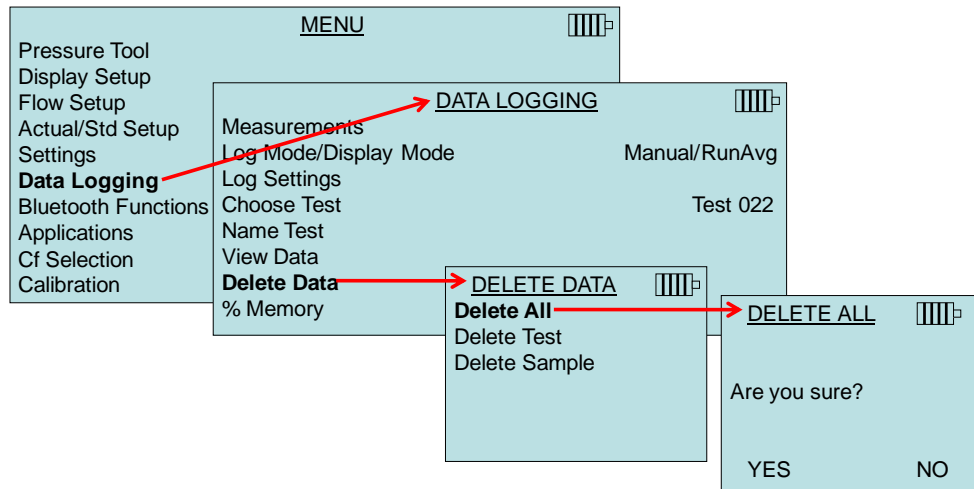 MENU
Pressure Tool
Display Setup
Flow Setup
Actual/Std Setup
Settings
Data Logging
Bluetooth Functions
Applications
Cf Selection
Calibration
DATA LOGGING
Measurements
Log Mode/Display Mode Manual/RunAvg
Log Settings
Choose Test Test 022
Name Test
View Data
Delete Data
% Memory
DELETE DATA
Delete All
Delete Test
Delete Sample
DELETE ALL
Are you sure?
YES NO